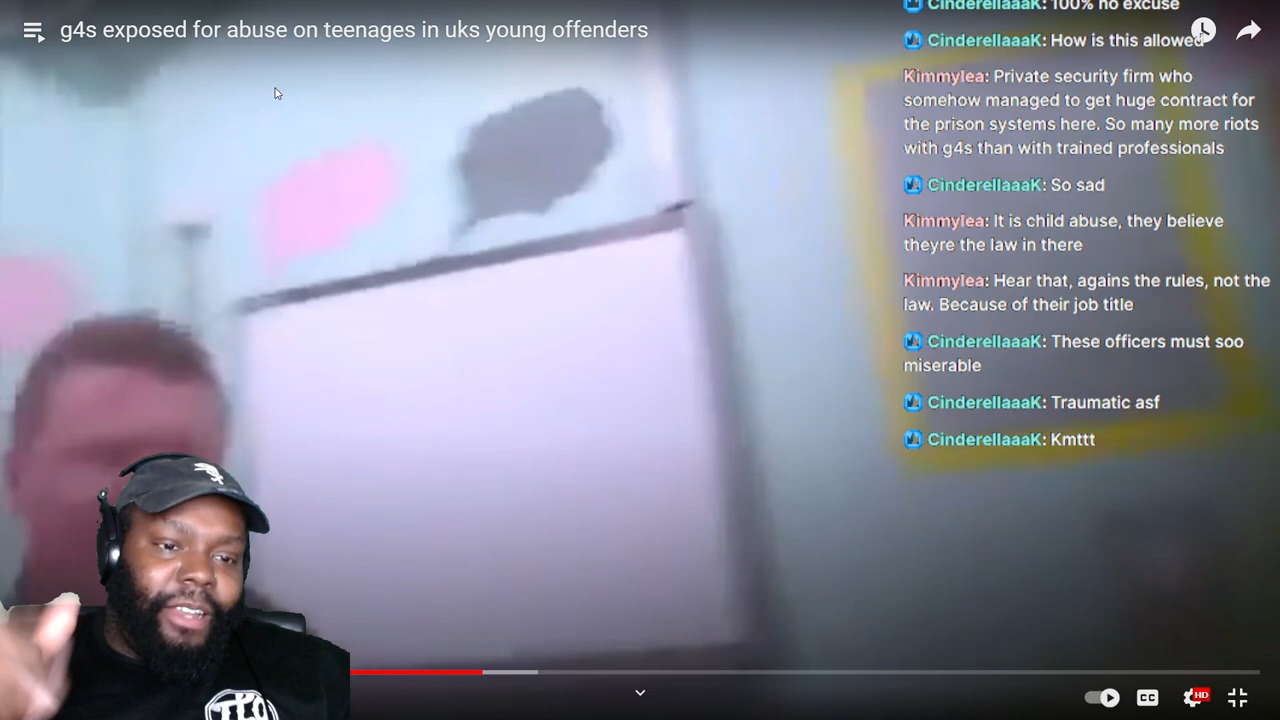 g4s exposed for abuse on teenages in uks young offenders
CinderellaaaK: 100% no excuse
CinderellaaaK: How is this allowed
Kimmylea: Private security firm who
somehow managed to get huge contract for
the prison systems here. So many more riots
with g4s than with trained professionals
CinderellaaaK: So sad
Kimmylea: It is child abuse, they believe
theyre the law in there
Kimmylea: Hear that, agains the rules, not the
law. Because of their job title
CinderellaaaK: These officers must soo
miserable
CinderellaaaK: Traumatic asf
CinderellaaaK: Kmttt
CC
HD